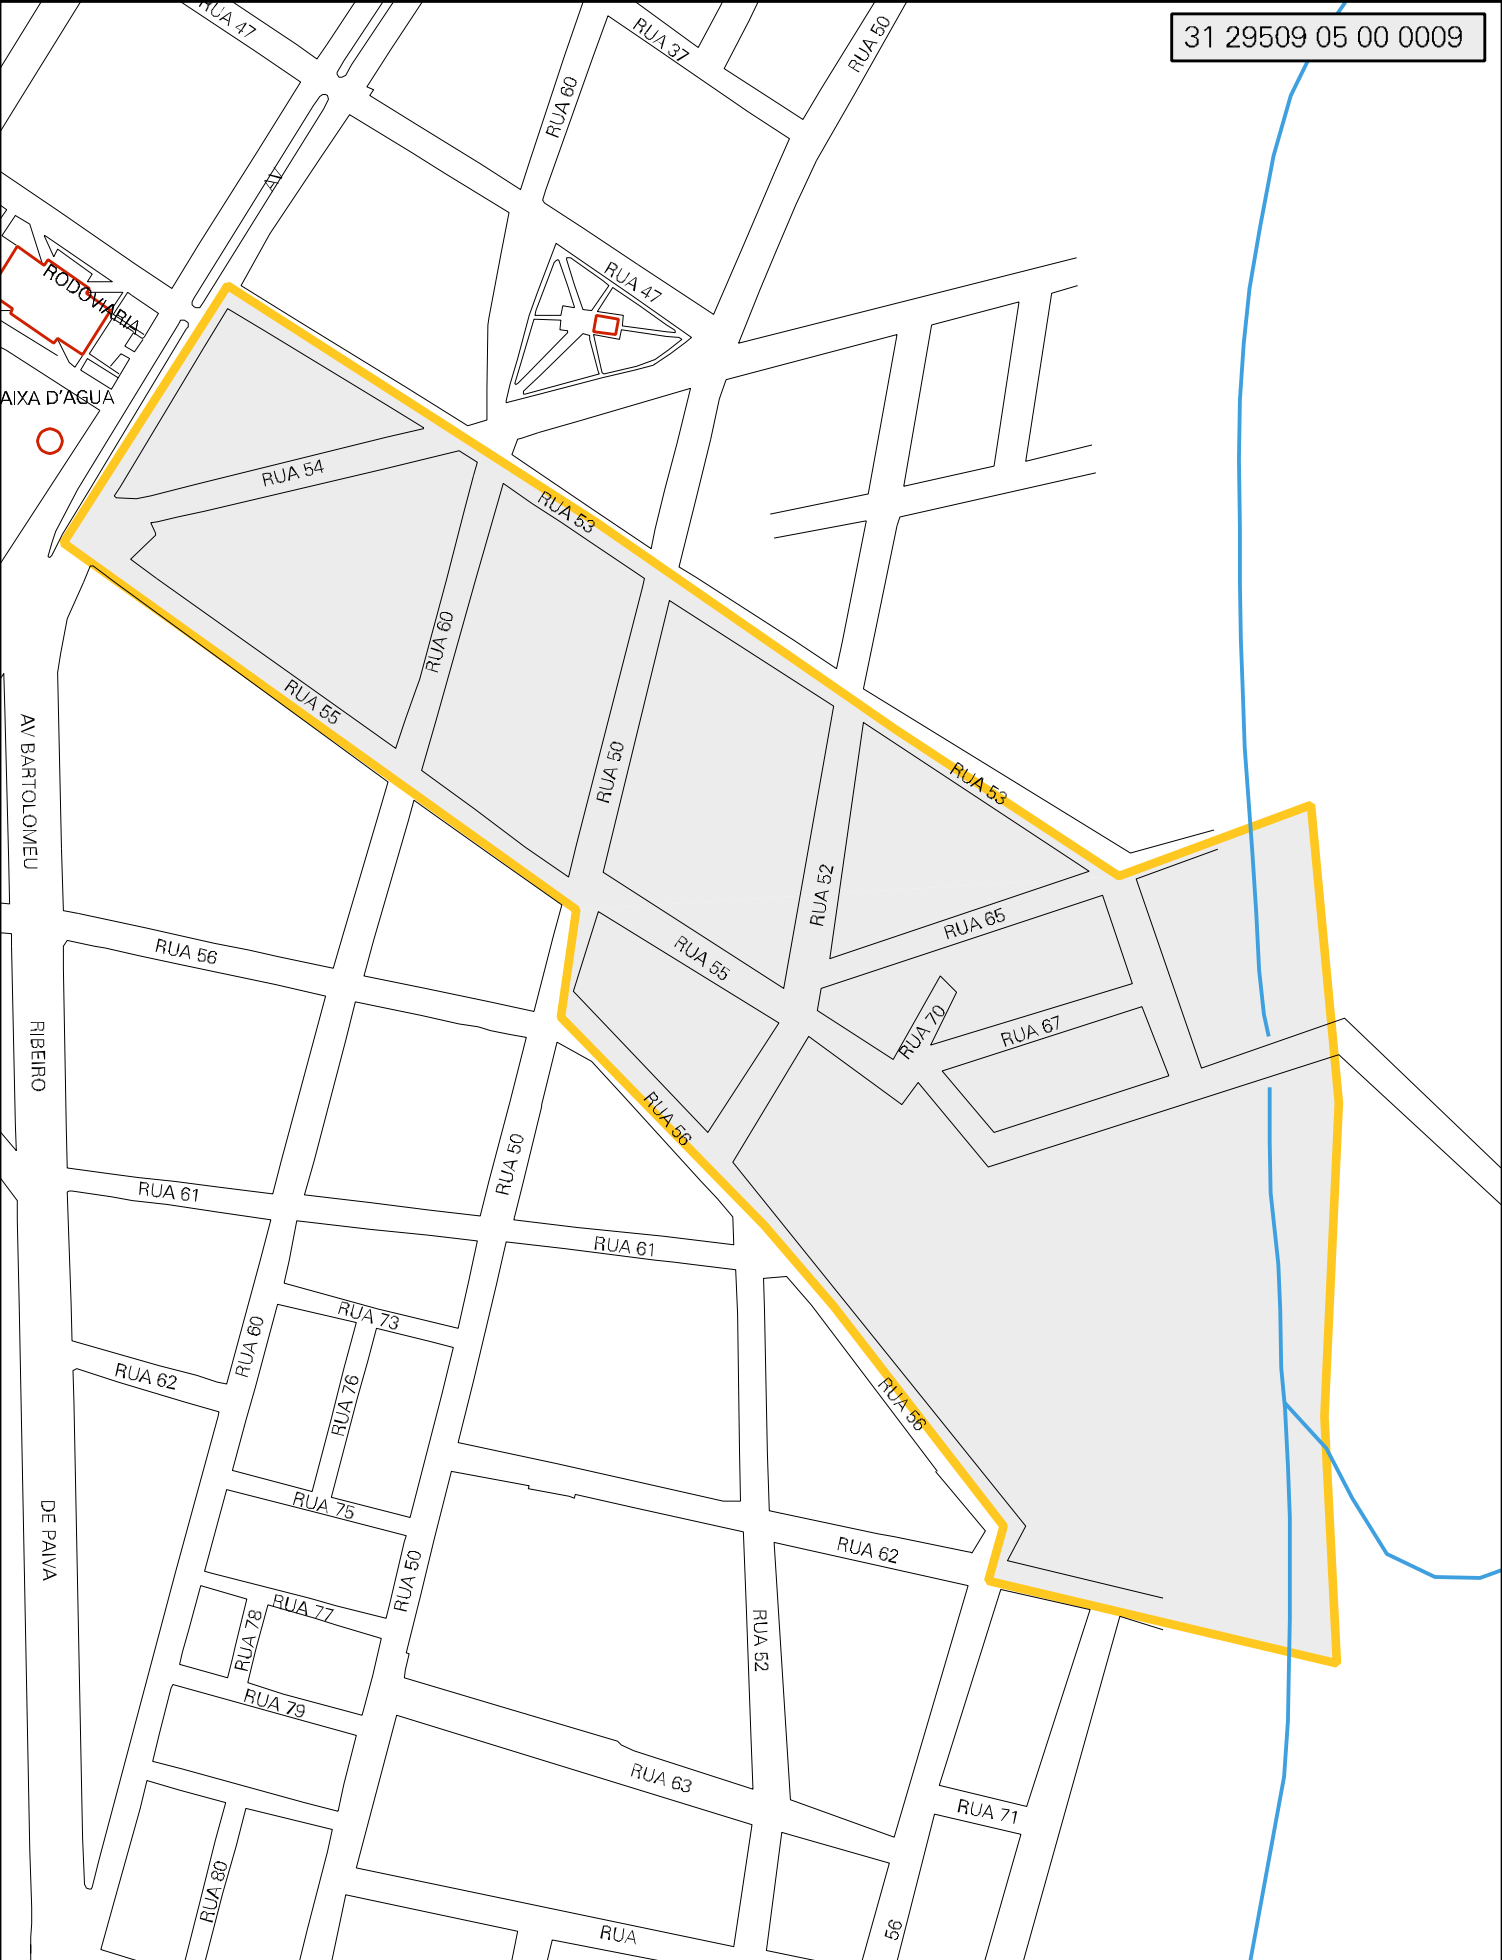 RUA 47
RUA 37
RUA 50
31 29509 05 00 0009
RUA 60
AV
RODOVIARIA
RUA 47
AIXA D'AGUA
RUA 54
RUA 53
RUA 60
RUA 55
RUA 50
RUA 53
AV BARTOLOMEU
RUA 52
RUA 65
RUA 56
RUA 55
RUA 70
RUA 67
RIBEIRO
RUA 56
RUA 50
RUA 61
RUA 61
RUA 73
RUA 60
RUA 62
RUA 76
RUA 56
RUA 75
DE PAIVA
RUA 62
RUA 50
RUA 77
RUA 78
RUA 52
RUA 79
RUA 63
RUA 71
RUA 80
RUA
56